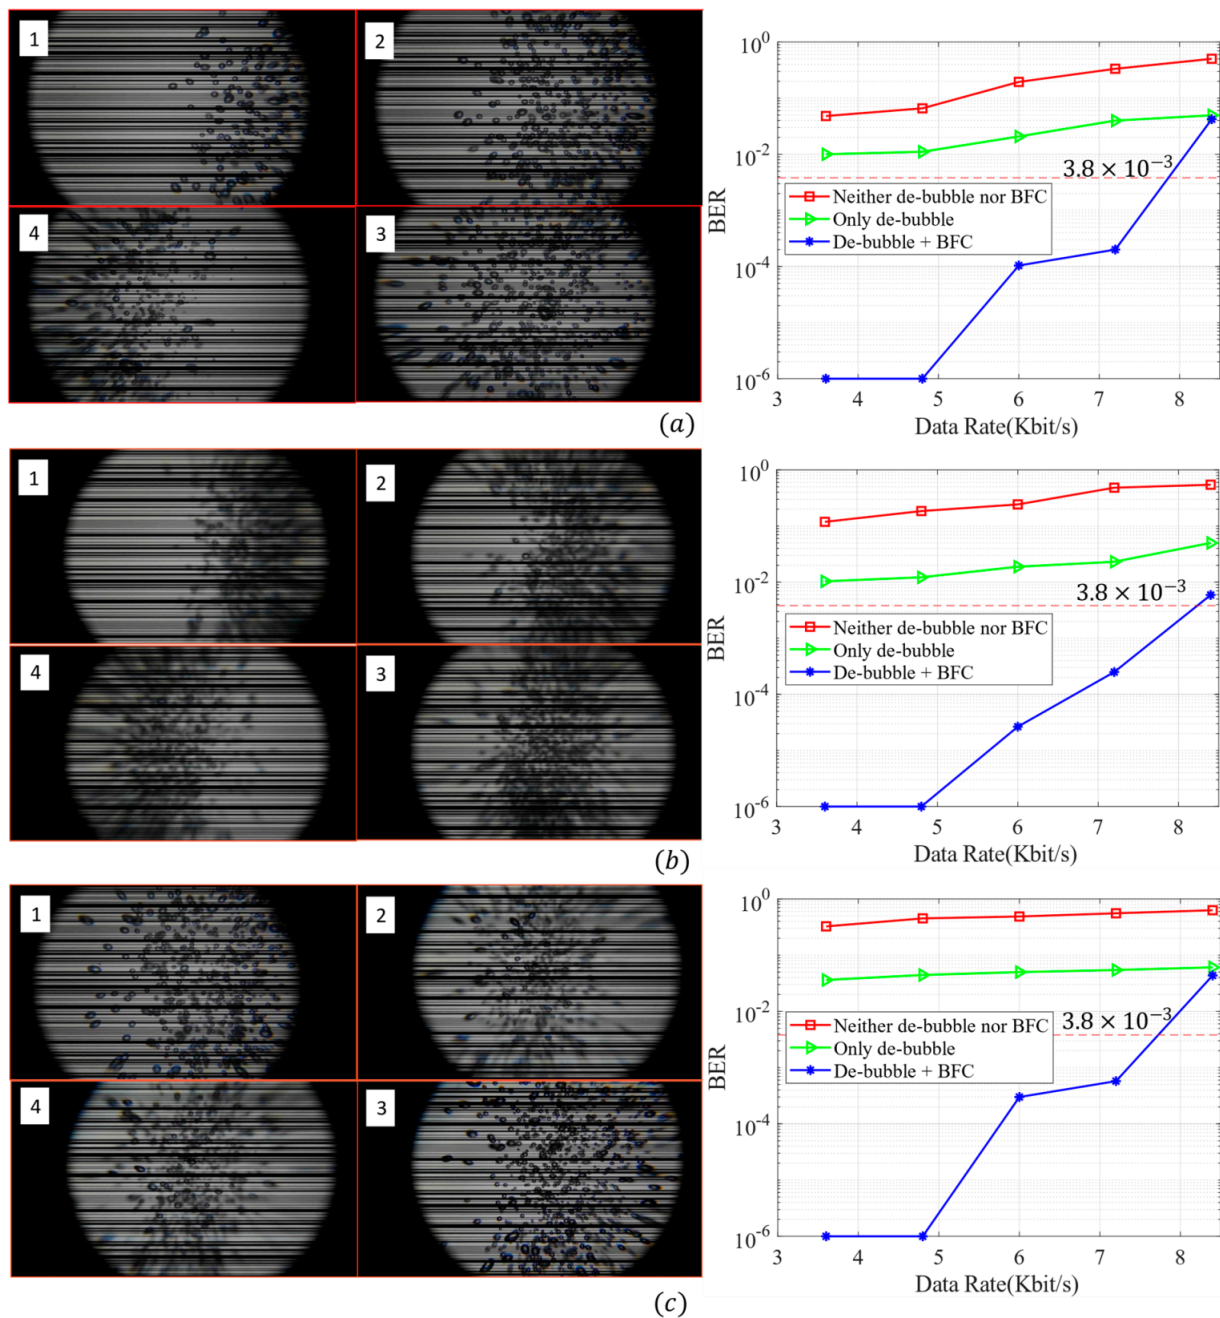 1
2
4
3
(a)
10^0
10^-2
10^-4
10^-6
BER
3.8 × 10^-3
Neither de-bubble nor BFC
Only de-bubble
De-bubble + BFC
3 4 5 6 7 8
Data Rate(Kbit/s)
1
2
4
3
(b)
10^0
10^-2
10^-4
10^-6
BER
3.8 × 10^-3
Neither de-bubble nor BFC
Only de-bubble
De-bubble + BFC
3 4 5 6 7 8
Data Rate(Kbit/s)
1
2
4
3
(c)
10^0
10^-2
10^-4
10^-6
BER
3.8 × 10^-3
Neither de-bubble nor BFC
Only de-bubble
De-bubble + BFC
3 4 5 6 7 8
Data Rate(Kbit/s)